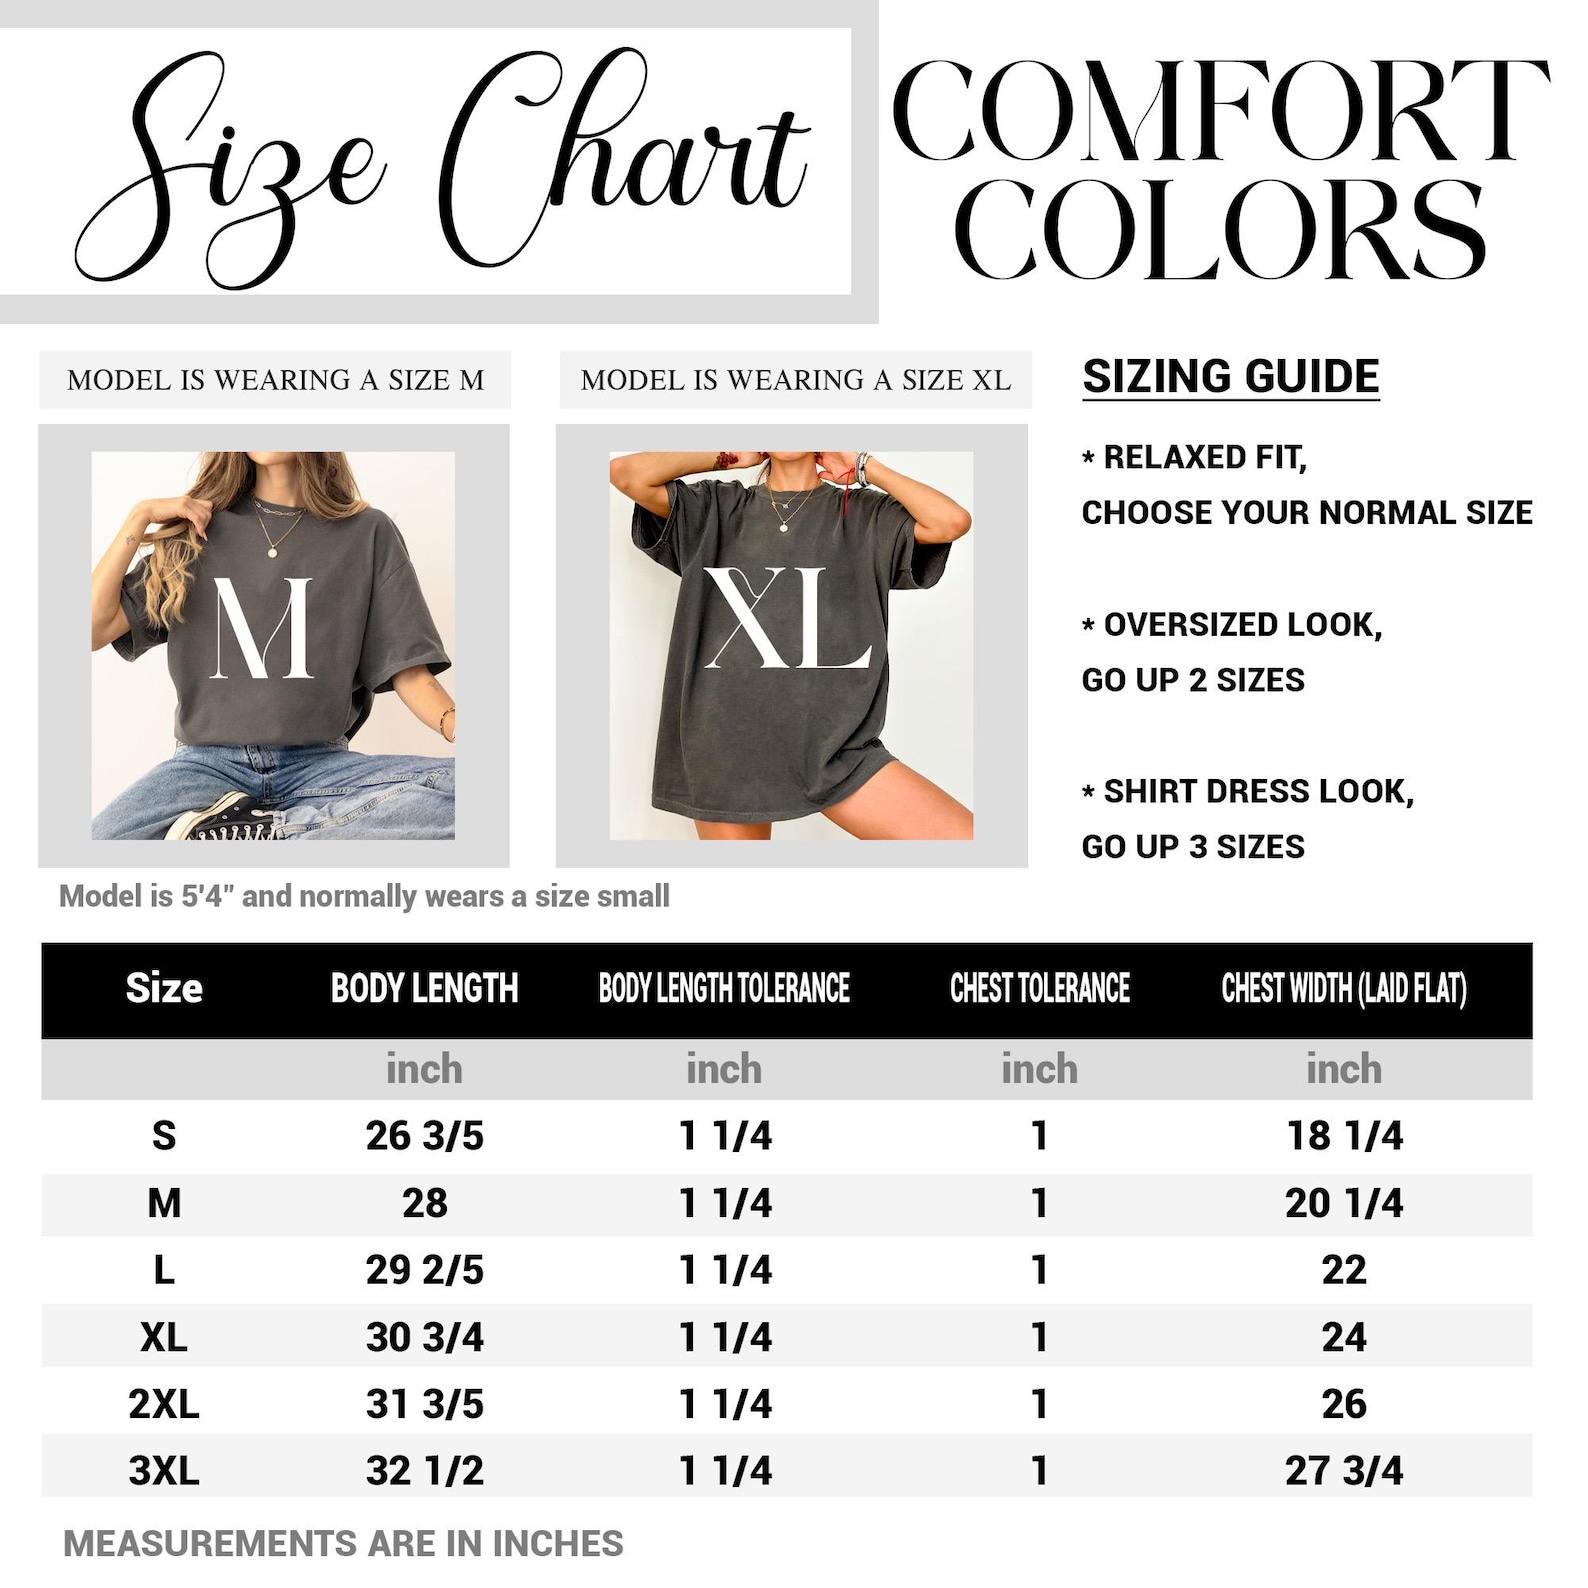 Size Chart
COMFORT
COLORS
MODEL IS WEARING A SIZE M
MODEL IS WEARING A SIZE XL
M
XL
SIZING GUIDE
* RELAXED FIT,
CHOOSE YOUR NORMAL SIZE
* OVERSIZED LOOK,
GO UP 2 SIZES
* SHIRT DRESS LOOK,
GO UP 3 SIZES
Model is 5'4" and normally wears a size small
Size BODY LENGTH BODY LENGTH TOLERANCE CHEST TOLERANCE CHEST WIDTH (LAID FLAT)
inch inch inch inch
S 26 3/5 1 1/4 1 18 1/4
M 28 1 1/4 1 20 1/4
L 29 2/5 1 1/4 1 22
XL 30 3/4 1 1/4 1 24
2XL 31 3/5 1 1/4 1 26
3XL 32 1/2 1 1/4 1 27 3/4
MEASUREMENTS ARE IN INCHES